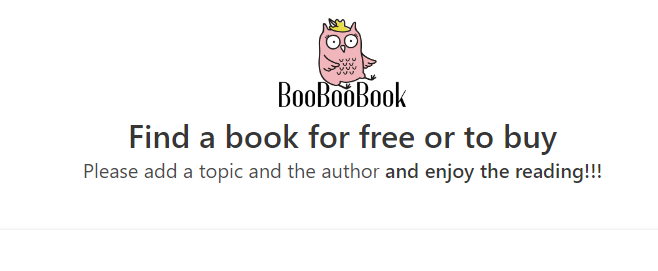 BooBooBook
Find a book for free or to buy
Please add a topic and the author and enjoy the reading!!!